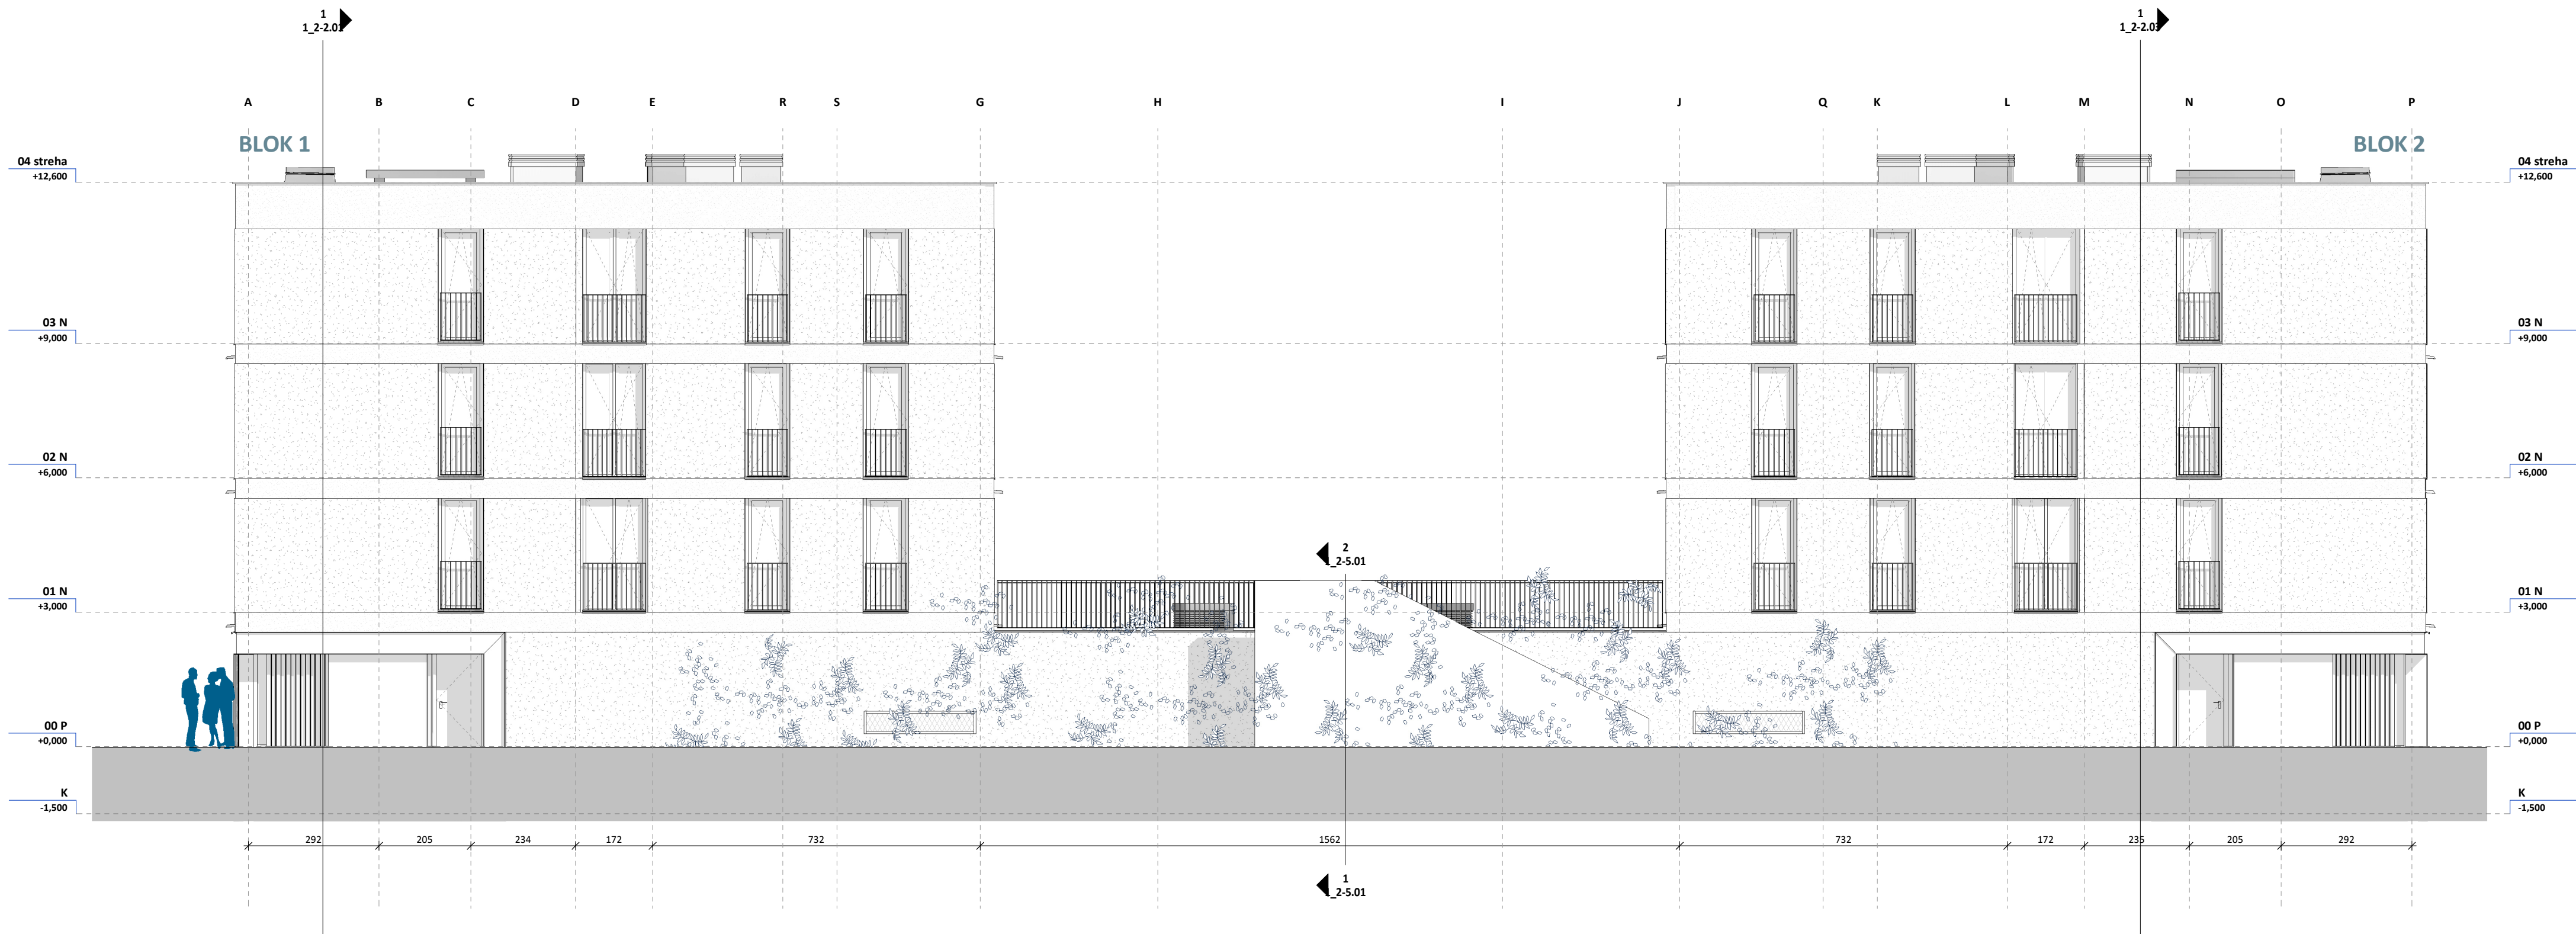 1
1_2-2.01
1
1_2-2.03
A B C D E R S G H I J Q K L M N O P
BLOK 1
BLOK 2
04 streha
+12,600
04 streha
+12,600
03 N
+9,000
03 N
+9,000
02 N
+6,000
02 N
+6,000
2
1_2-5.01
01 N
+3,000
01 N
+3,000
00 P
+0,000
00 P
+0,000
K
-1,500
K
-1,500
292 205 234 172 732 1562 732 172 235 205 292
1
1_2-5.01